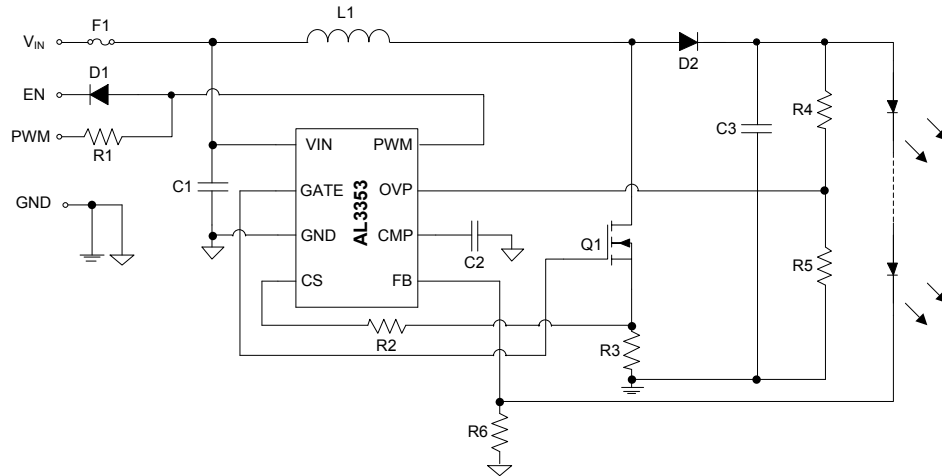 L1
F1
VIN
D2
D1
EN
R4
C3
PWM
R1
VIN
PWM
C1
GATE
OVP
GND
AL3353
GND
CMP
Q1
C2
R5
CS
FB
R2
R3
R6